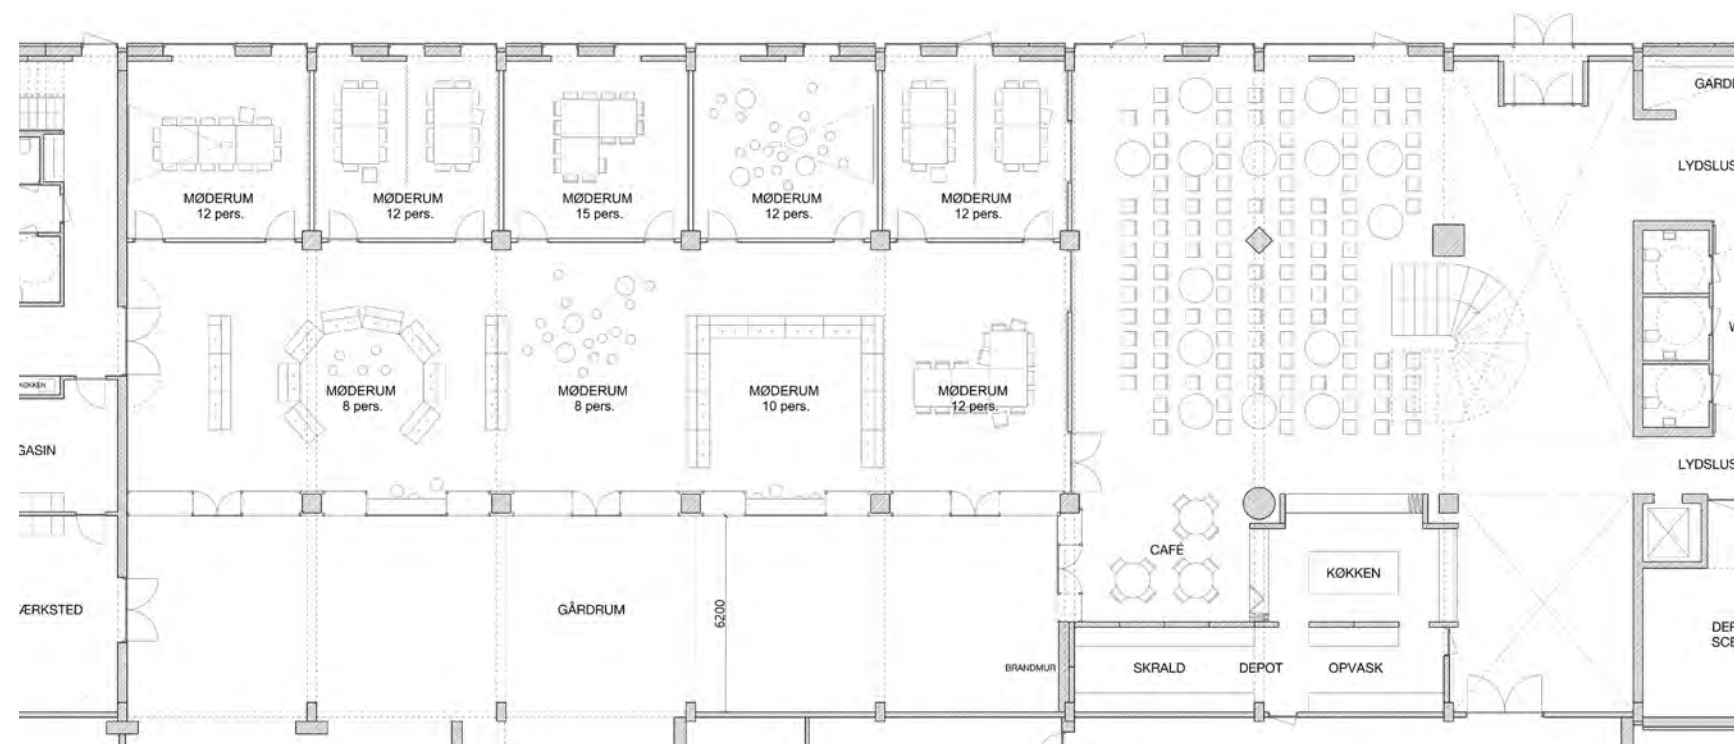 GARD
LYDSLUS
MØDERUM
12 pers.
MØDERUM
12 pers.
MØDERUM
15 pers.
MØDERUM
12 pers.
MØDERUM
12 pers.
W
KØKKEN
MØDERUM
8 pers.
MØDERUM
8 pers.
MØDERUM
10 pers.
MØDERUM
12 pers.
GASIN
LYDSLUS
CAFÉ
KØKKEN
ÆRKSTED
GÅRDRUM
6200
DEP
SCE
BRANDMUR
SKRALD
DEPOT
OPVASK